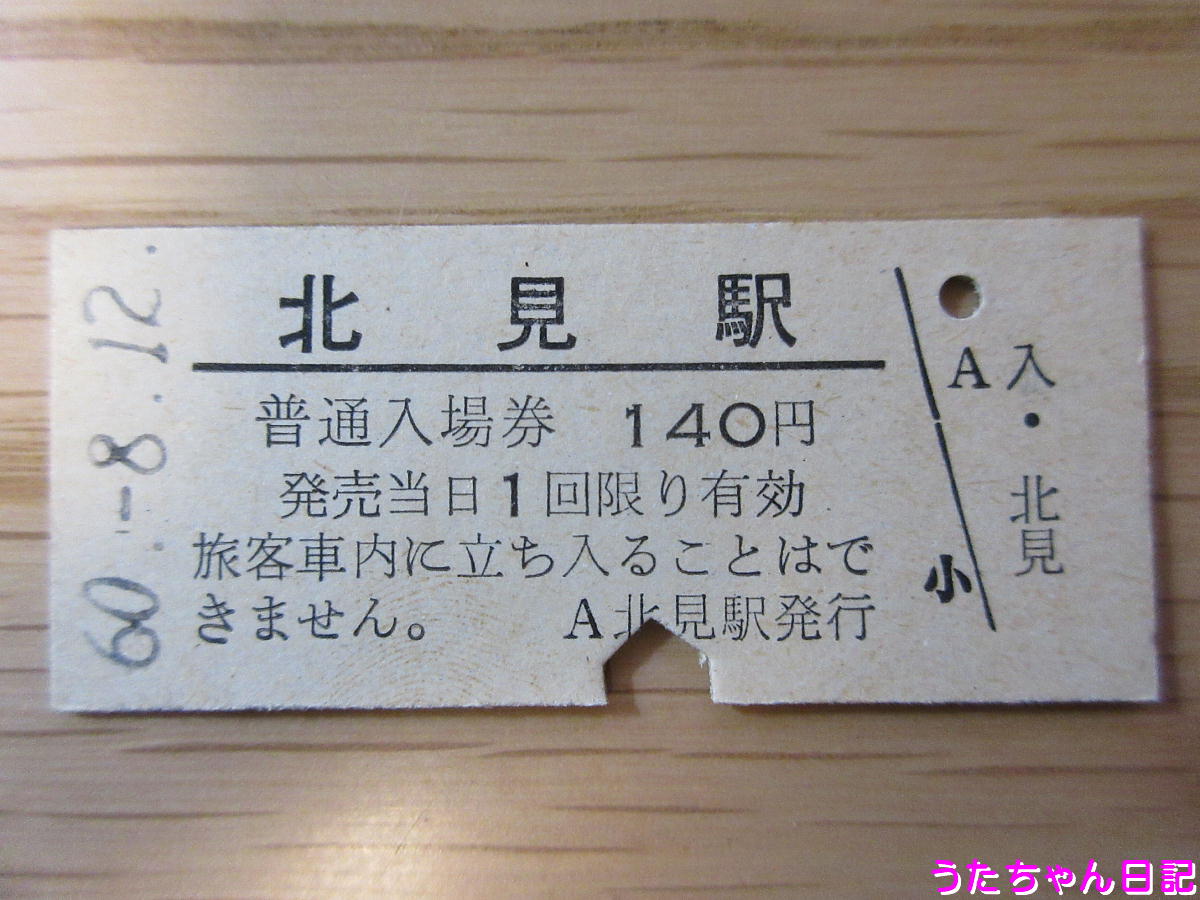 60.-8.12.
北見駅
普通入場券 140円
発売当日1回限り有効
旅客車内に立ち入ることはで
きません。 A北見駅発行
小
A
入・北見
うたちゃん日記